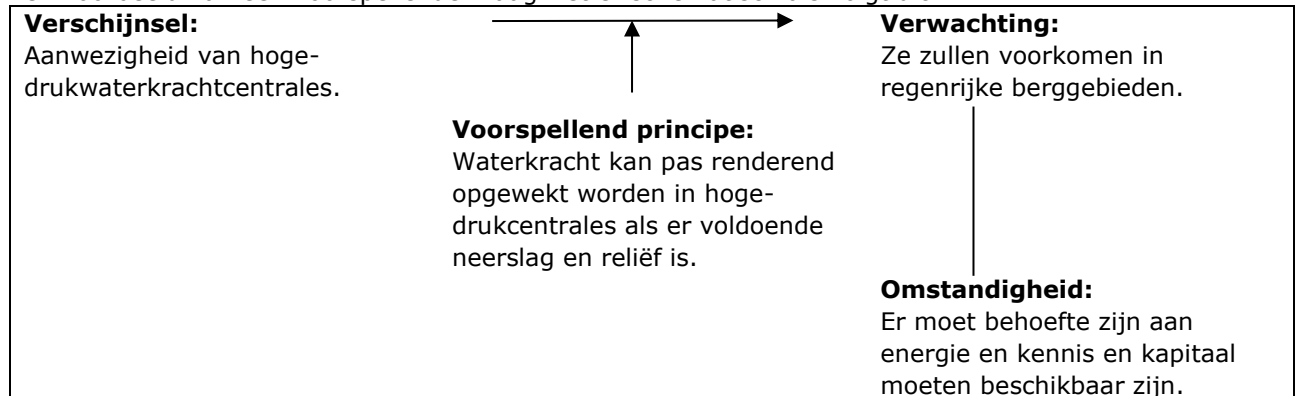 Verschijnsel:
Aanwezigheid van hoge-
drukwaterkrachtcentrales.
Voorspellend principe:
Waterkracht kan pas renderend
opgewekt worden in hoge-
drukcentrales als er voldoende
neerslag en reliëf is.
Verwachting:
Ze zullen voorkomen in
regenrijke berggebieden.
Omstandigheid:
Er moet behoefte zijn aan
energie en kennis en kapitaal
moeten beschikbaar zijn.